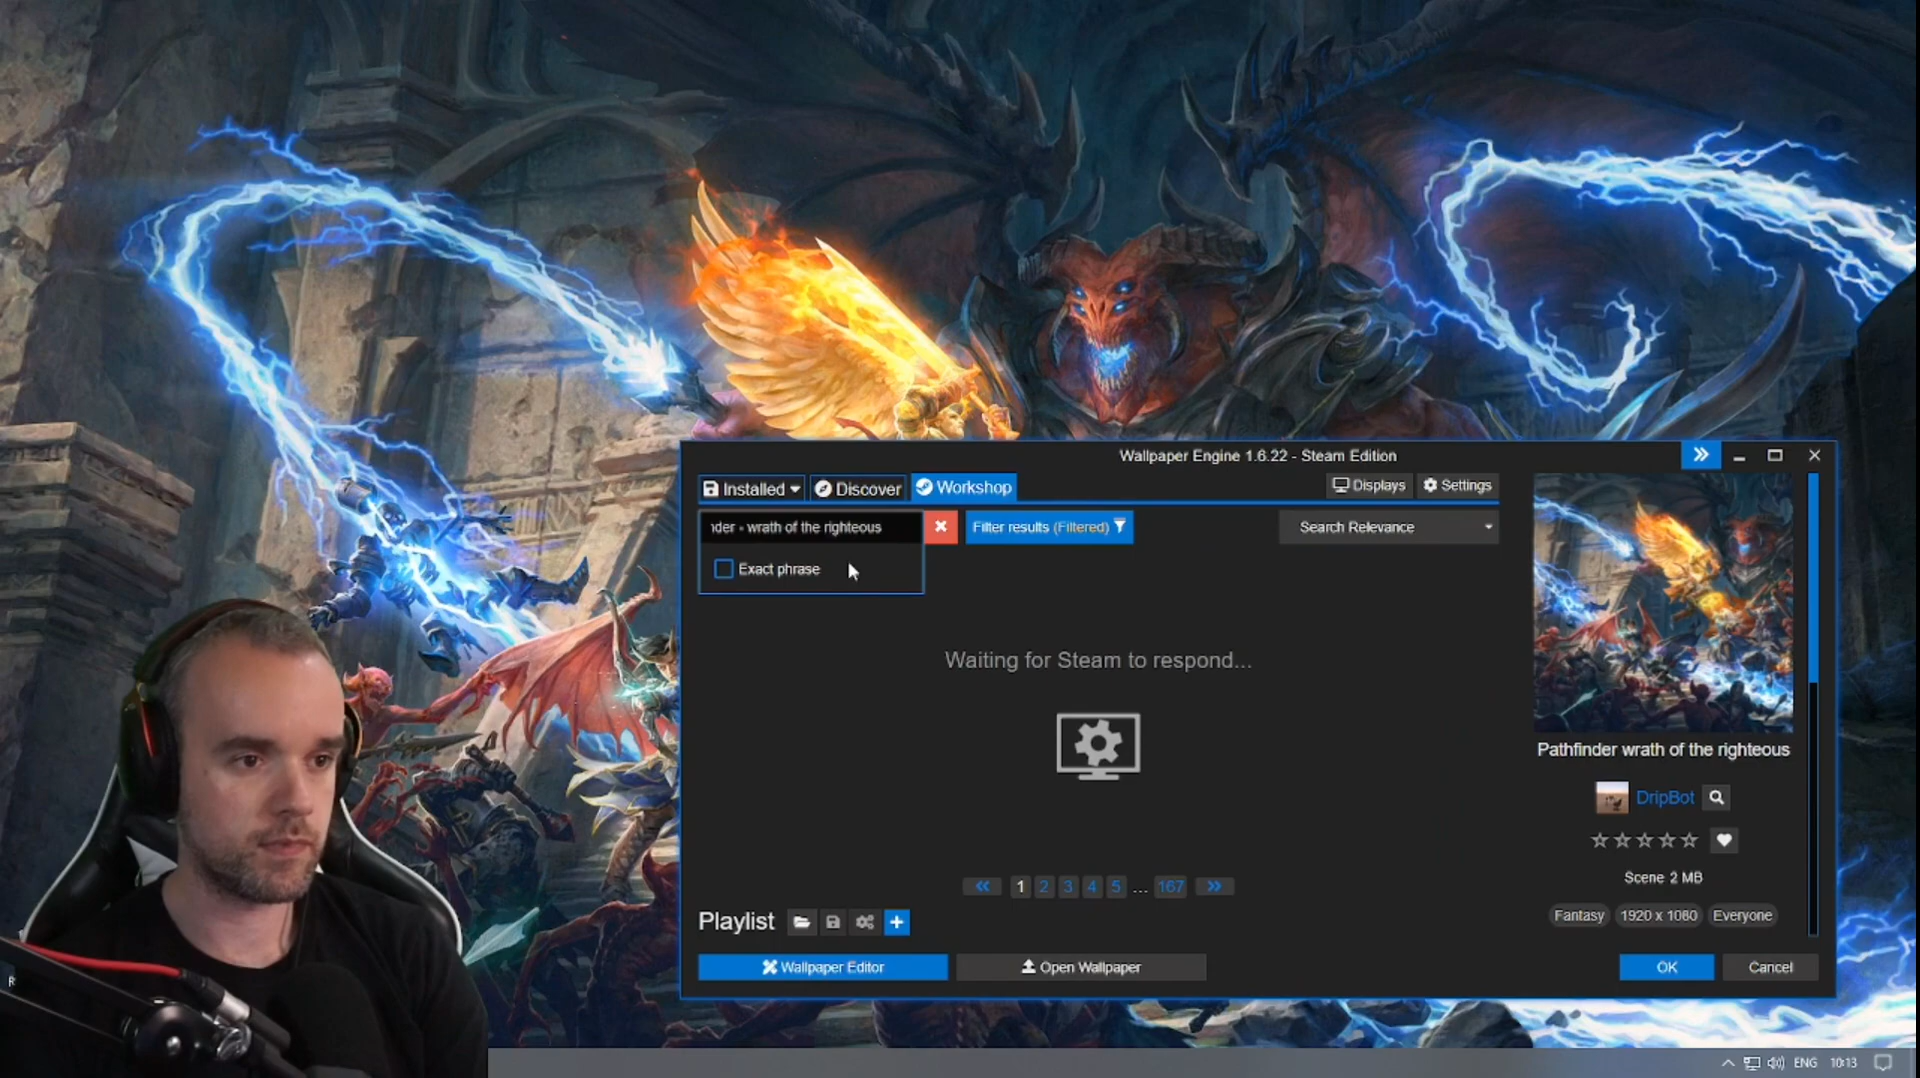 Wallpaper Engine 1.6.22 - Steam Edition
Installed Discover Workshop Displays Settings
nder - wrath of the righteous Filter results (Filtered) Search Relevance
Exact phrase
Waiting for Steam to respond...
Pathfinder wrath of the righteous
DripBot
Scene 2 MB
Fantasy 1920 x 1080 Everyone
« 1 2 3 4 5 ... 167 »
Playlist
Wallpaper Editor Open Wallpaper OK Cancel
R
ENG 10:13